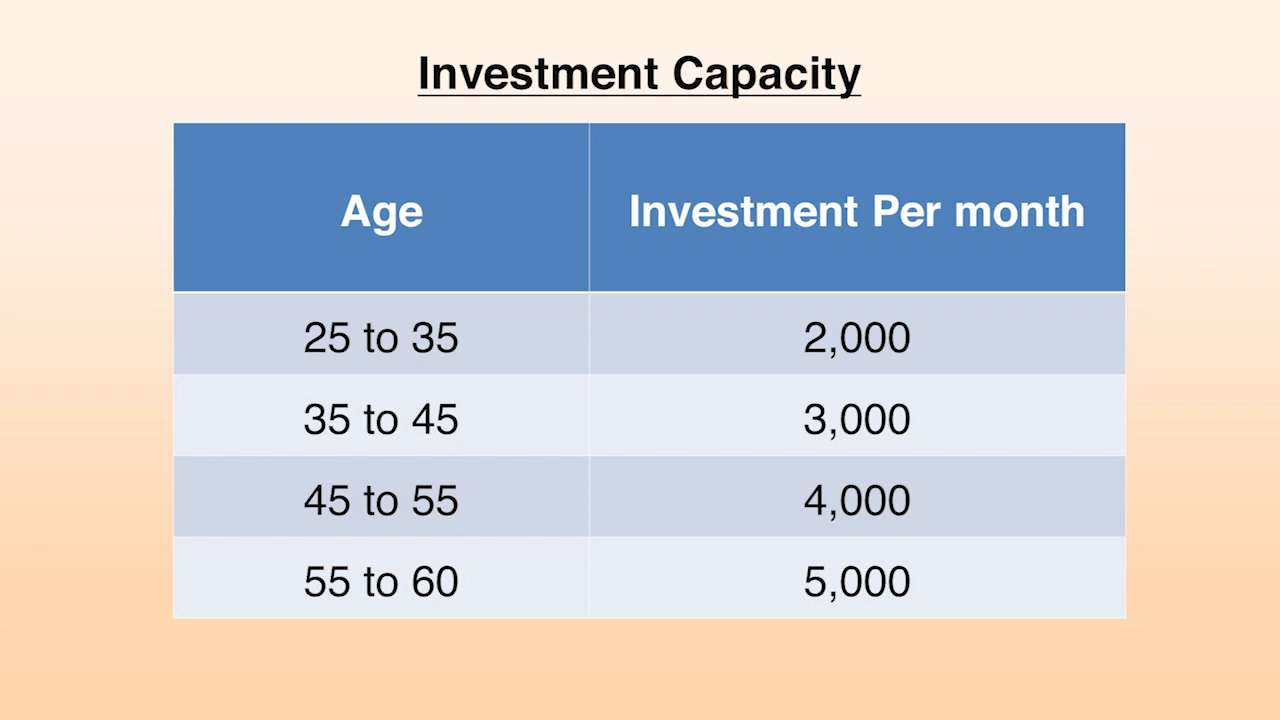 Investment Capacity
Age Investment Per month
25 to 35 2,000
35 to 45 3,000
45 to 55 4,000
55 to 60 5,000